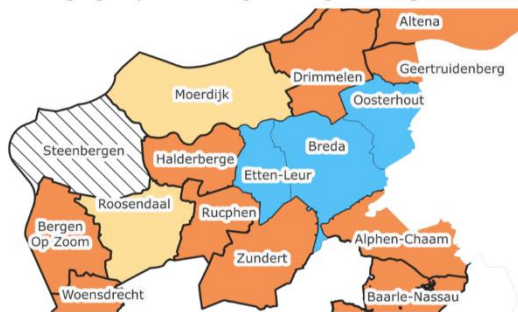 Altena
Drimmelen
Geertruidenberg
Moerdijk
Oosterhout
Steenbergen
Halderberge
Breda
Etten-Leur
Roosendaal
Rucphen
Bergen
Op Zoom
Alphen-Chaam
Zundert
Woensdrecht
Baarle-Nassau